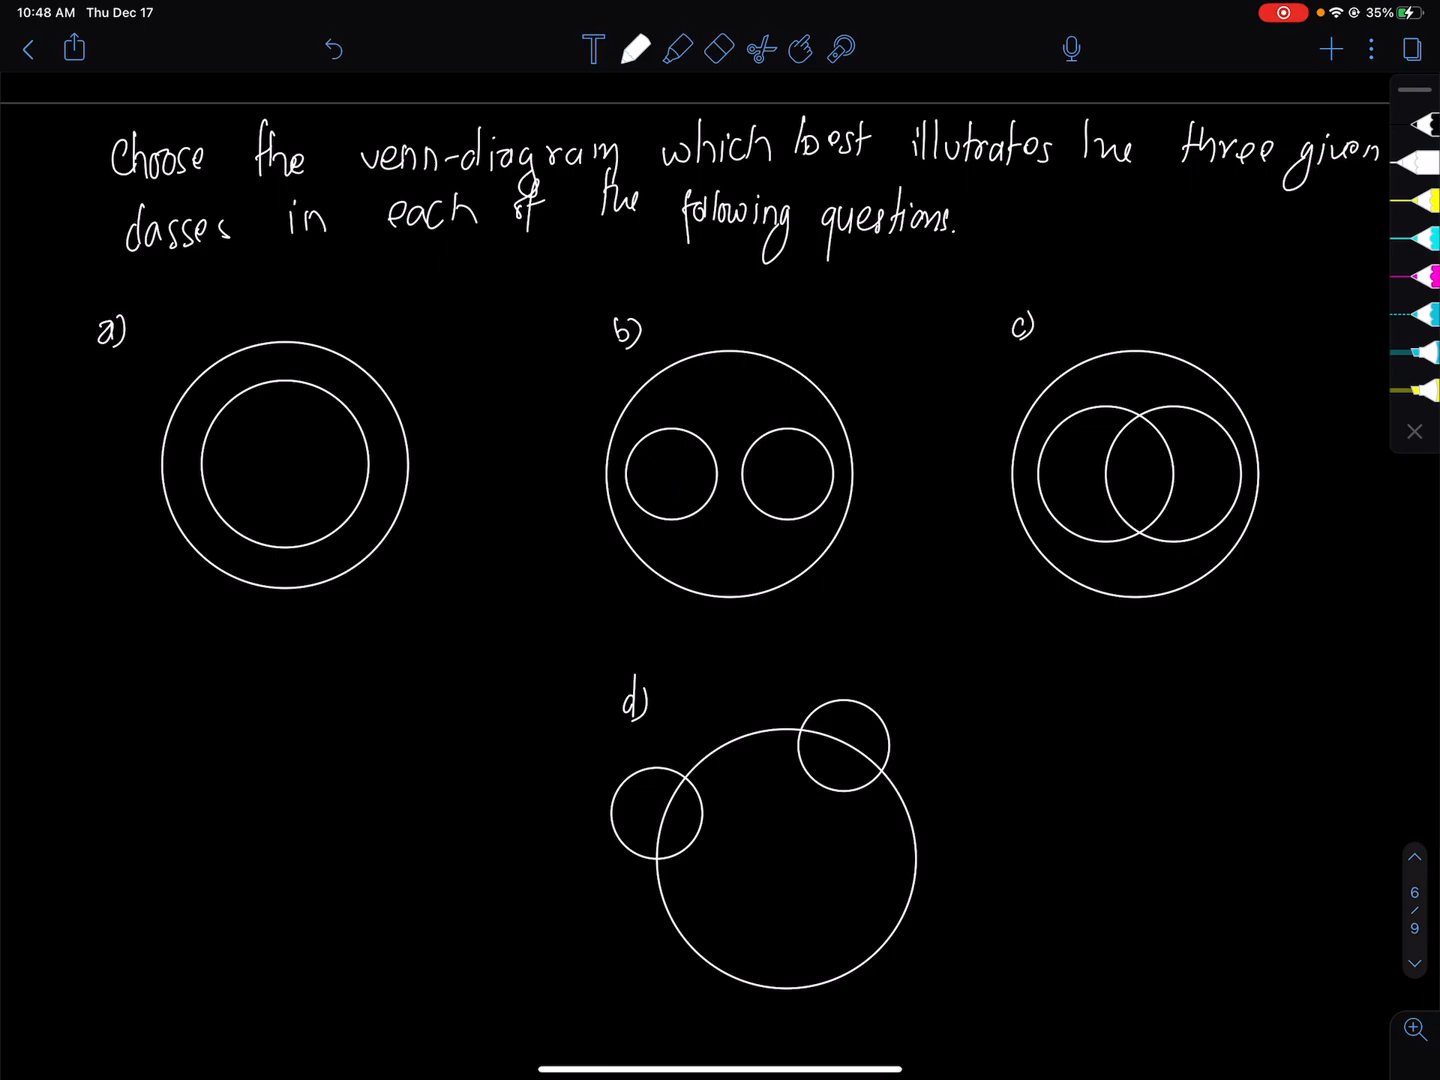 10:48 AM Thu Dec 17
35%
T
Choose the venn-diagram which best illutrates the three given
classes in each of the following questions.
a)
b)
c)
d)
6
/
9